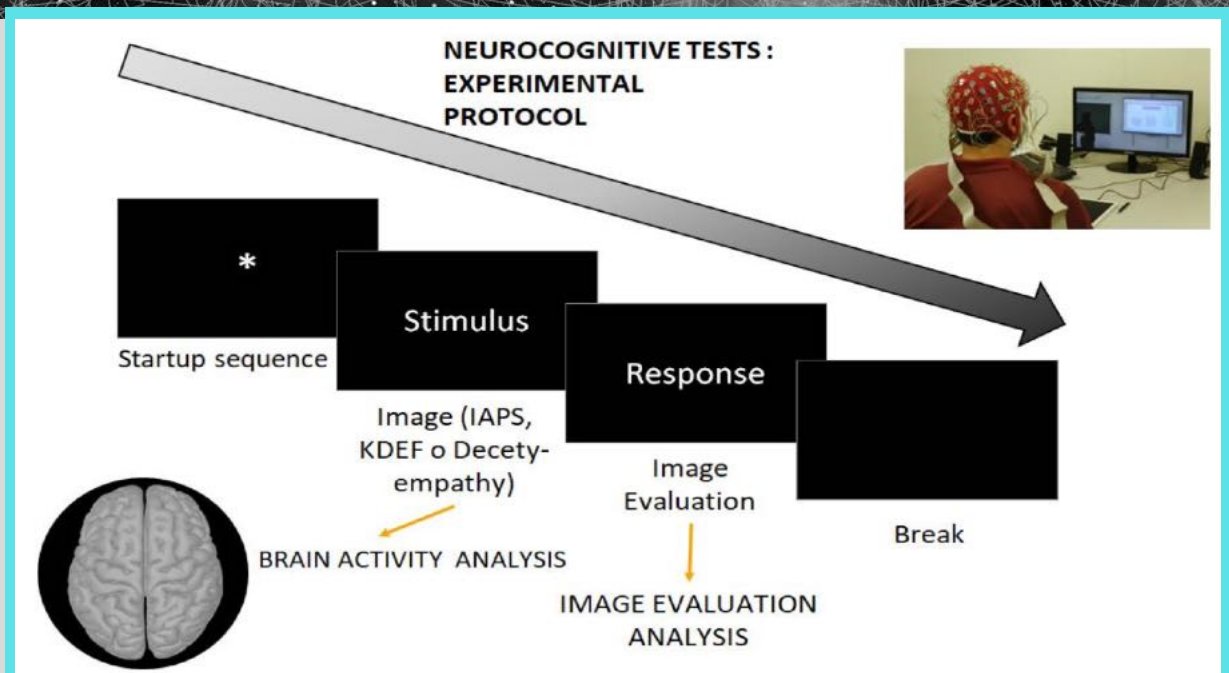 NEUROCOGNITIVE TESTS :
EXPERIMENTAL
PROTOCOL
*
Startup sequence
Stimulus
Image (IAPS,
KDEF o Decety-
empathy)
BRAIN ACTIVITY ANALYSIS
Response
Image
Evaluation
IMAGE EVALUATION
ANALYSIS
Break